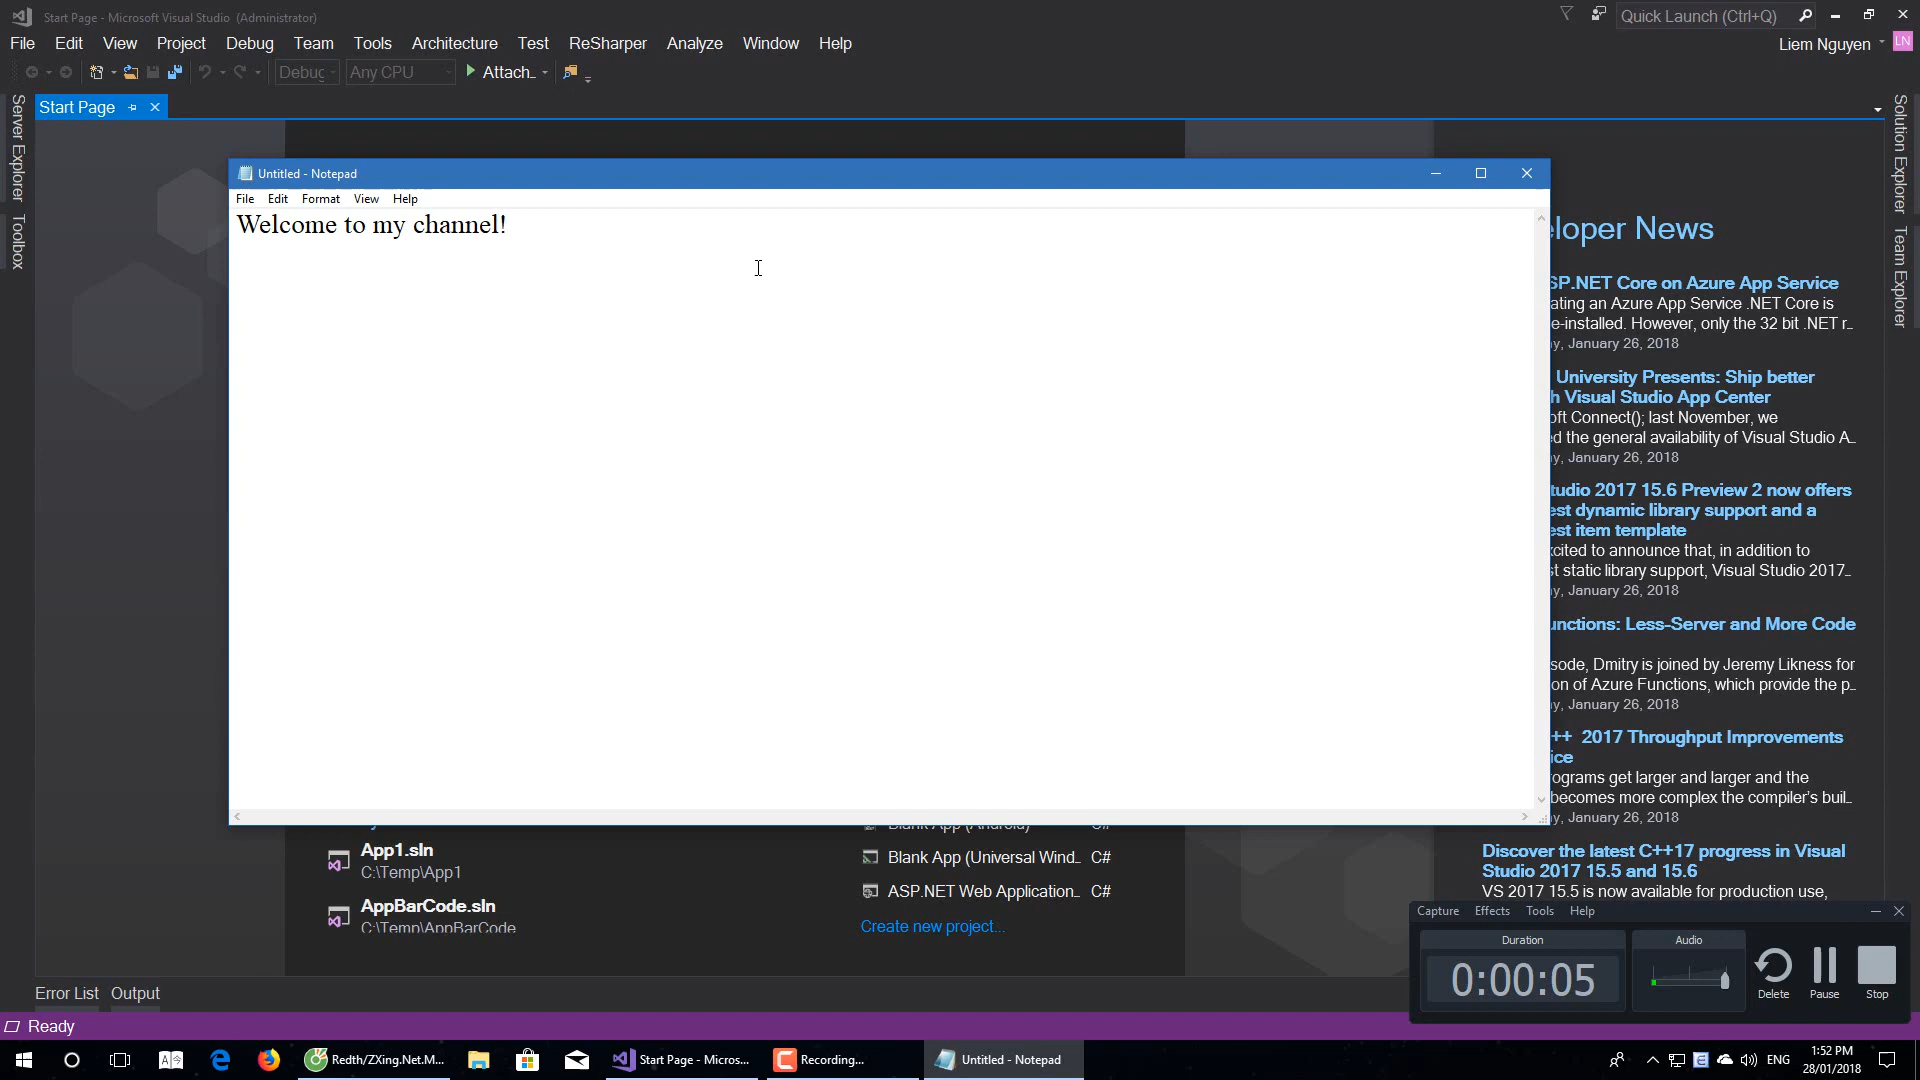 Start Page - Microsoft Visual Studio (Administrator)
Quick Launch (Ctrl+Q)
File Edit View Project Debug Team Tools Architecture Test ReSharper Analyze Window Help
Liem Nguyen LN
Debug Any CPU Attach...
Start Page
Server Explorer
Toolbox
Solution Explorer
Team Explorer
Untitled - Notepad
File Edit Format View Help
Welcome to my channel!
loper News
SP.NET Core on Azure App Service
ating an Azure App Service .NET Core is
e-installed. However, only the 32 bit .NET r...
y, January 26, 2018
University Presents: Ship better
h Visual Studio App Center
oft Connect(); last November, we
ed the general availability of Visual Studio A...
y, January 26, 2018
tudio 2017 15.6 Preview 2 now offers
est dynamic library support and a
est item template
cited to announce that, in addition to
st static library support, Visual Studio 2017...
y, January 26, 2018
unctions: Less-Server and More Code
sode, Dmitry is joined by Jeremy Likness for
on of Azure Functions, which provide the p...
y, January 26, 2018
++ 2017 Throughput Improvements
ice
ograms get larger and larger and the
becomes more complex the compiler's buil...
y, January 26, 2018
Discover the latest C++17 progress in Visual
Studio 2017 15.5 and 15.6
VS 2017 15.5 is now available for production use,
App1.sln
C:\Temp\App1
AppBarCode.sln
C:\Temp\AppBarCode
Blank App (Android) C#
Blank App (Universal Wind... C#
ASP.NET Web Application... C#
Create new project...
Capture Effects Tools Help
Duration
0:00:05
Audio
Delete Pause Stop
Error List Output
Ready
Redth/ZXing.Net.M...
Start Page - Micros...
Recording...
Untitled - Notepad
ENG
1:52 PM
28/01/2018